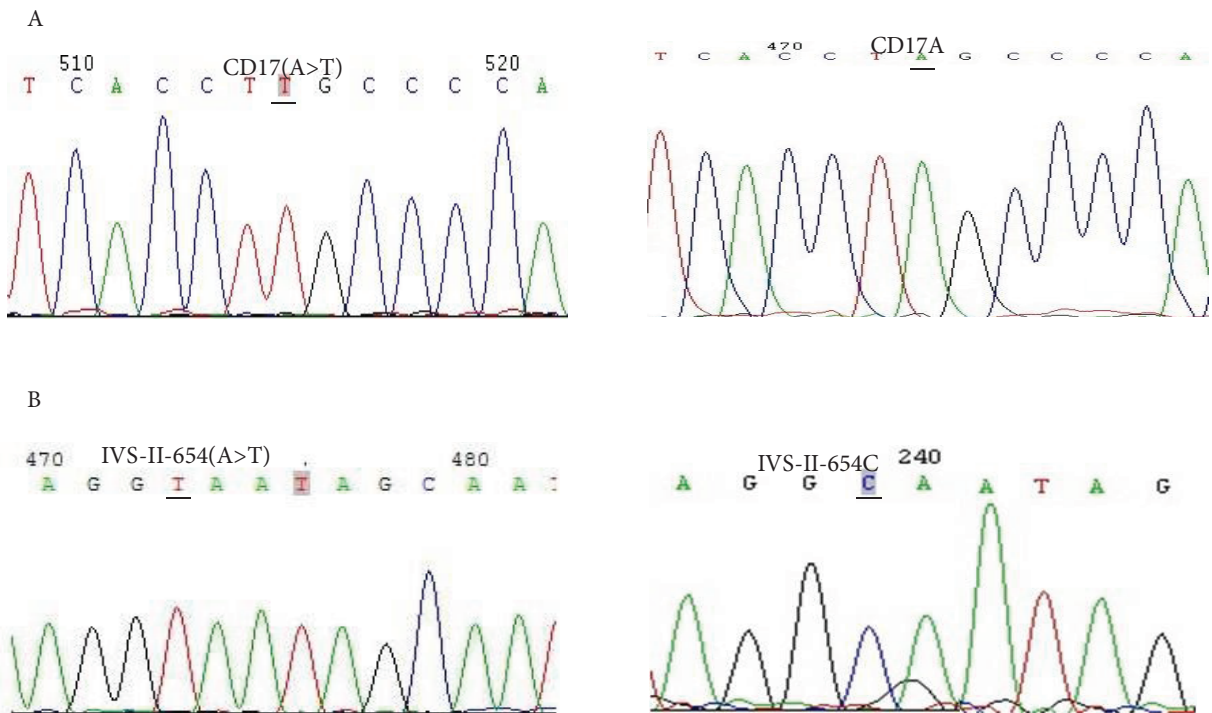 A
510 520
CD17(A>T)
T C A C C T T G C C C C A
470 CD17A
T C A C C T A G C C C C A
B
470 IVS-II-654(A>T) 480
A G G T A A T A G C A A T
IVS-II-654C 240
A G G C A A T A G